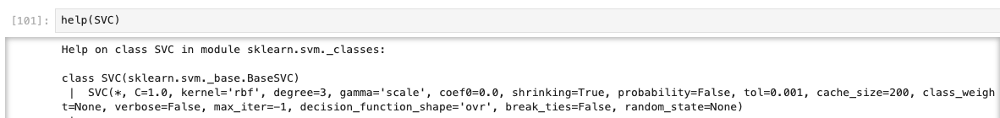 [101]: help(SVC)
Help on class SVC in module sklearn.svm._classes:
class SVC(sklearn.svm._base.BaseSVC)
 |  SVC(*, C=1.0, kernel='rbf', degree=3, gamma='scale', coef0=0.0, shrinking=True, probability=False, tol=0.001, cache_size=200, class_weigh
t=None, verbose=False, max_iter=-1, decision_function_shape='ovr', break_ties=False, random_state=None)